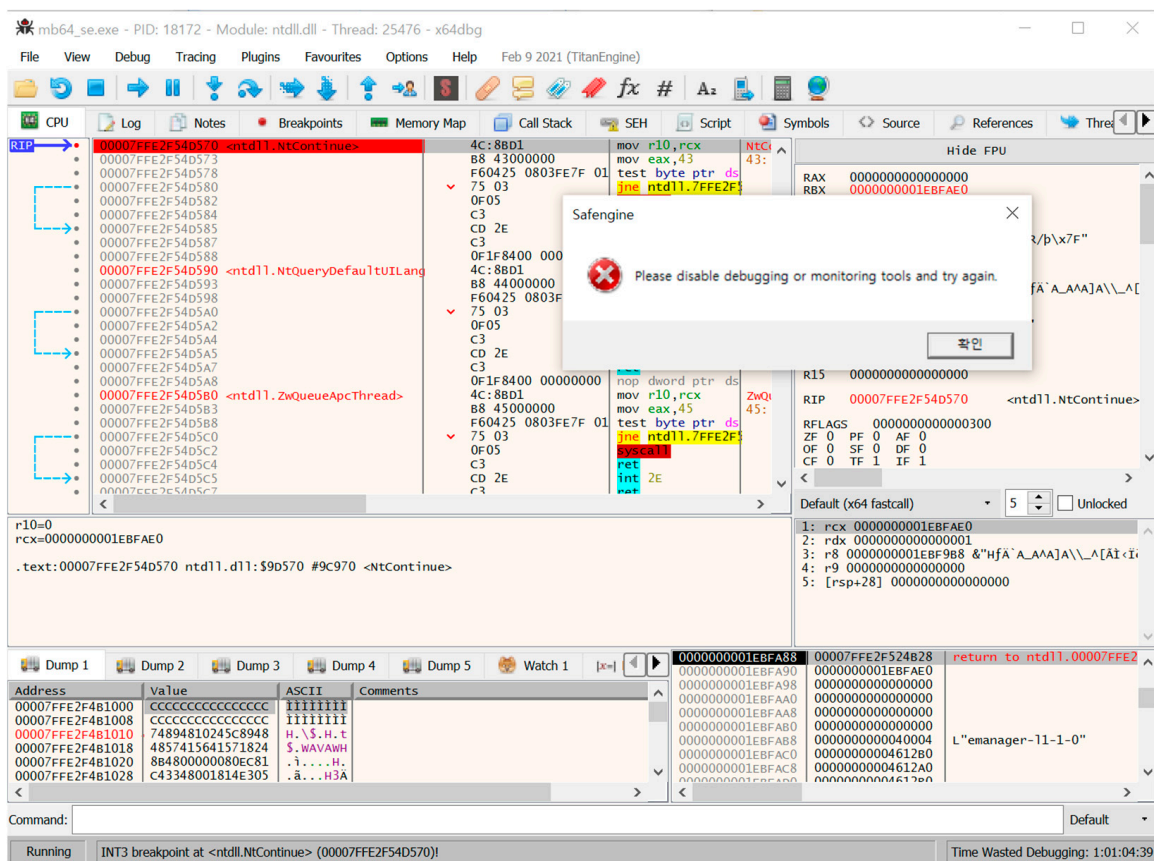 mb64_se.exe - PID: 18172 - Module: ntdll.dll - Thread: 25476 - x64dbg
File View Debug Tracing Plugins Favourites Options Help Feb 9 2021 (TitanEngine)
CPU Log Notes Breakpoints Memory Map Call Stack SEH Script Symbols Source References
RIP 00007FFE2F54D570 <ntdll.NtContinue> 4C:8BD1 mov r10,rcx
00007FFE2F54D573 B8 43000000 mov eax,43 43:
00007FFE2F54D578 F60425 0803FE7F 01 test byte ptr ds
00007FFE2F54D580 75 03 jne ntdll.7FFE2F5
00007FFE2F54D582 0F05
00007FFE2F54D584 C3
00007FFE2F54D585 CD 2E
00007FFE2F54D587 C3
00007FFE2F54D588 0F1F8400 000
00007FFE2F54D590 <ntdll.NtQueryDefaultUILang 4C:8BD1
00007FFE2F54D593 B8 44000000
00007FFE2F54D598 F60425 0803F
00007FFE2F54D5A0 75 03
00007FFE2F54D5A2 0F05
00007FFE2F54D5A4 C3
00007FFE2F54D5A5 CD 2E
00007FFE2F54D5A7 C3
00007FFE2F54D5A8 0F1F8400 00000000 nop dword ptr ds
00007FFE2F54D5B0 <ntdll.ZwQueueApcThread> 4C:8BD1 mov r10,rcx
00007FFE2F54D5B3 B8 45000000 mov eax,45 45:
00007FFE2F54D5B8 F60425 0803FE7F 01 test byte ptr ds
00007FFE2F54D5C0 75 03 jne ntdll.7FFE2F5
00007FFE2F54D5C2 0F05 syscall
00007FFE2F54D5C4 C3 ret
00007FFE2F54D5C5 CD 2E int 2E
00007FFE2F54D5C7 C3 ret
Hide FPU
RAX 0000000000000000
RBX 0000000001EBFAE0
Safengine
Please disable debugging or monitoring tools and try again.
확인
R15 0000000000000000
RIP 00007FFE2F54D570 <ntdll.NtContinue>
RFLAGS 0000000000000300
ZF 0 PF 0 AF 0
OF 0 SF 0 DF 0
CF 0 TF 1 IF 1
Default (x64 fastcall) 5 Unlocked
r10=0
rcx=0000000001EBFAE0
.text:00007FFE2F54D570 ntdll.dll:$9D570 #9C970 <NtContinue>
1: rcx 0000000001EBFAE0
2: rdx 0000000000000001
3: r8 0000000001EBF9B8
4: r9 0000000000000000
5: [rsp+28] 0000000000000000
Dump 1 Dump 2 Dump 3 Dump 4 Dump 5 Watch 1
Address Value ASCII Comments
00007FFE2F4B1000 CCCCCCCCCCCCCCCC ÌÌÌÌÌÌÌÌ
00007FFE2F4B1008 CCCCCCCCCCCCCCCC ÌÌÌÌÌÌÌÌ
00007FFE2F4B1010 74894810245C8948 H.\$.H.t
00007FFE2F4B1018 4857415641571824 $.WAVAWH
00007FFE2F4B1020 8B4800000080EC81 .ì....H.
00007FFE2F4B1028 C43348001814E305 .ã...H3Ä
0000000001EBFA88 00007FFE2F524B28 return to ntdll.00007FFE2
0000000001EBFA90 0000000001EBFAE0
0000000001EBFA98 0000000000000000
0000000001EBFAA0 0000000000000000
0000000001EBFAA8 0000000000000000
0000000001EBFAB0 0000000000000000
0000000001EBFAB8 0000000000040004 L"emanager-l1-1-0"
0000000001EBFAC0 00000000004612B0
0000000001EBFAC8 00000000004612A0
Command: Default
Running INT3 breakpoint at <ntdll.NtContinue> (00007FFE2F54D570)! Time Wasted Debugging: 1:01:04:39